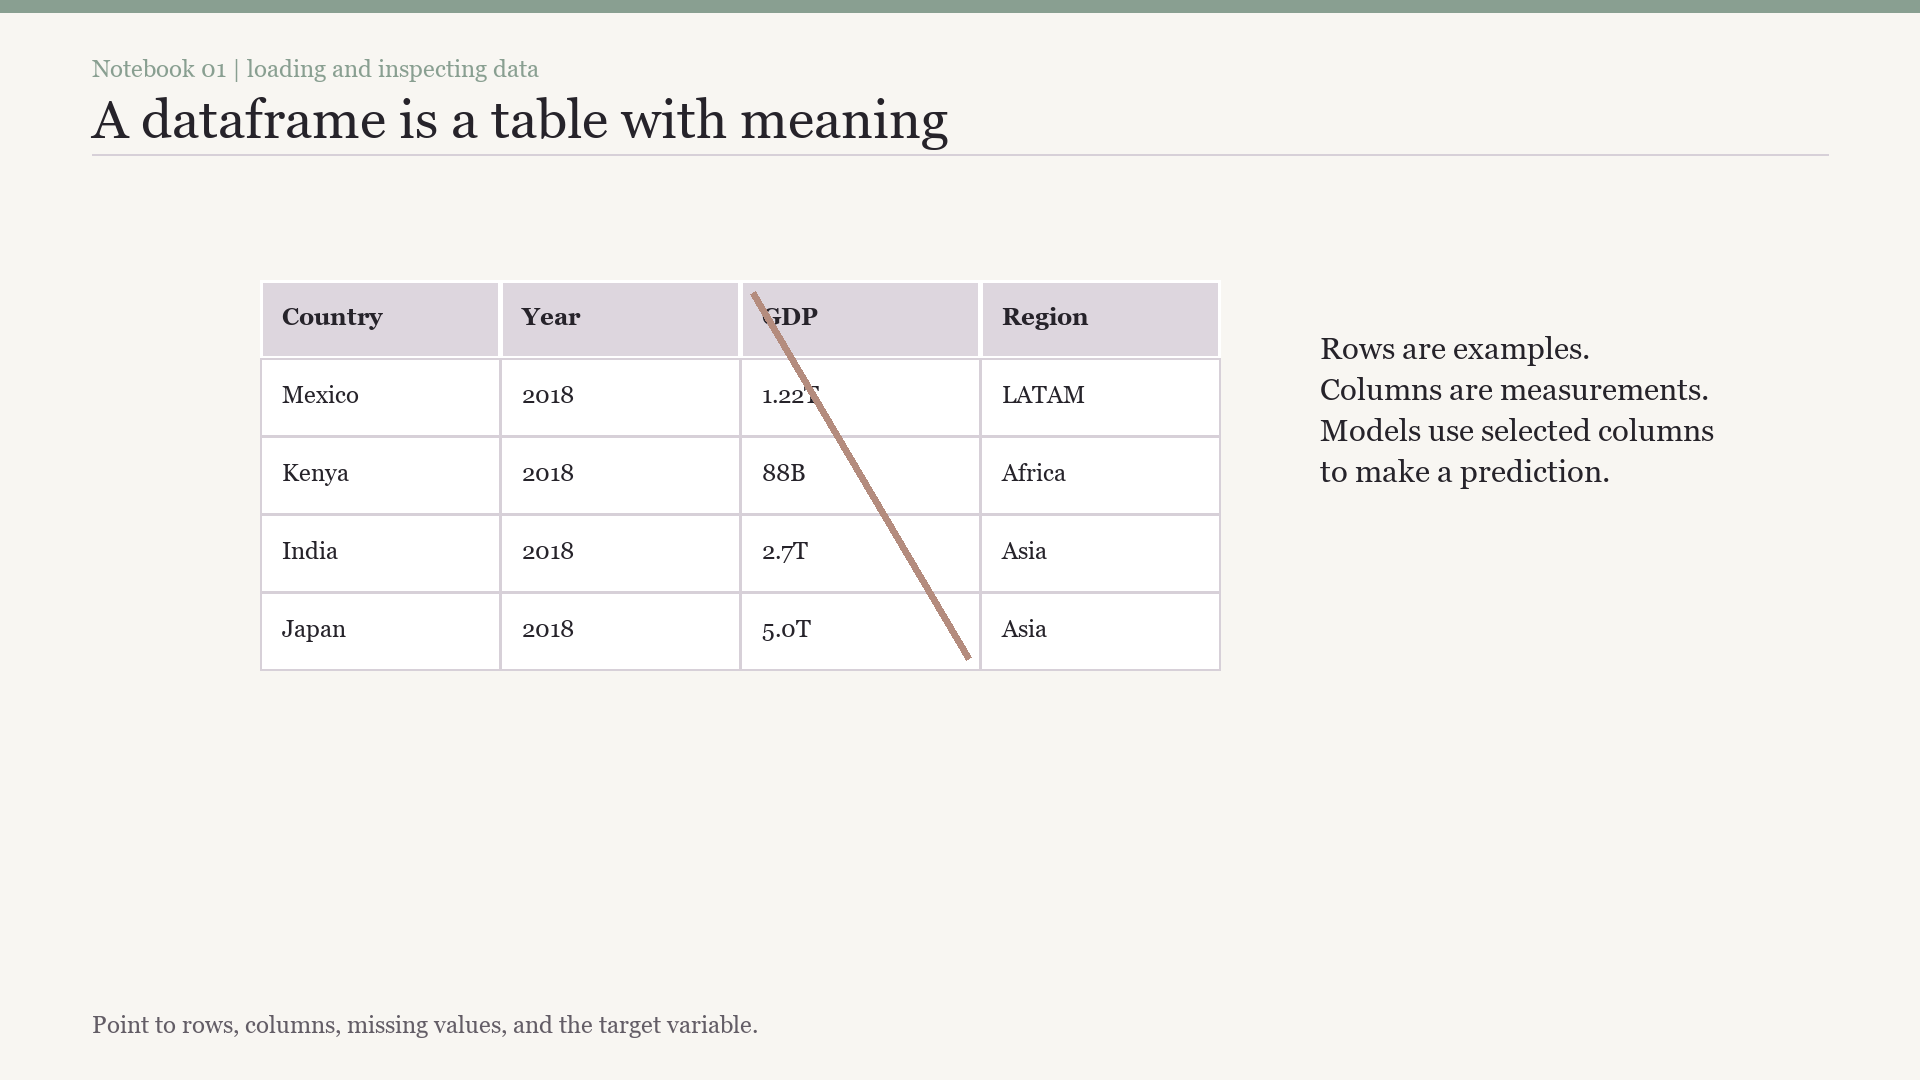 Notebook 01 | loading and inspecting data
A dataframe is a table with meaning
Country Year GDP Region
Mexico 2018 1.22T LATAM
Kenya 2018 88B Africa
India 2018 2.7T Asia
Japan 2018 5.0T Asia
Rows are examples.
Columns are measurements.
Models use selected columns
to make a prediction.
Point to rows, columns, missing values, and the target variable.